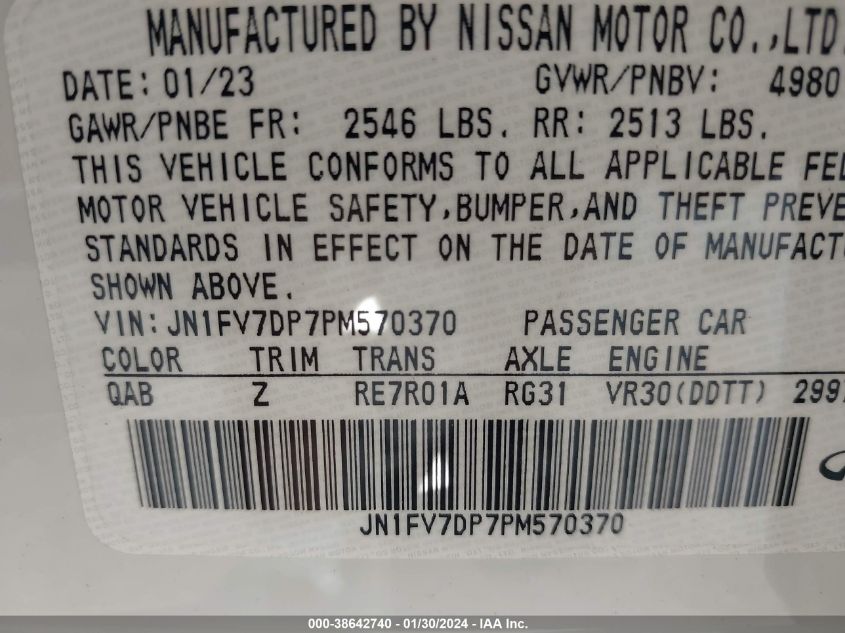 MANUFACTURED BY NISSAN MOTOR CO.,LTD.
DATE: 01/23 GVWR/PNBV: 4980
GAWR/PNBE FR: 2546 LBS. RR: 2513 LBS.
THIS VEHICLE CONFORMS TO ALL APPLICABLE FE
MOTOR VEHICLE SAFETY,BUMPER,AND THEFT PREVE
STANDARDS IN EFFECT ON THE DATE OF MANUFACT
SHOWN ABOVE.
VIN: JN1FV7DP7PM570370 PASSENGER CAR
COLOR TRIM TRANS AXLE ENGINE
QAB Z RE7R01A RG31 VR30(DDTT) 299
JN1FV7DP7PM570370
000-38642740 - 01/30/2024 - IAA Inc.